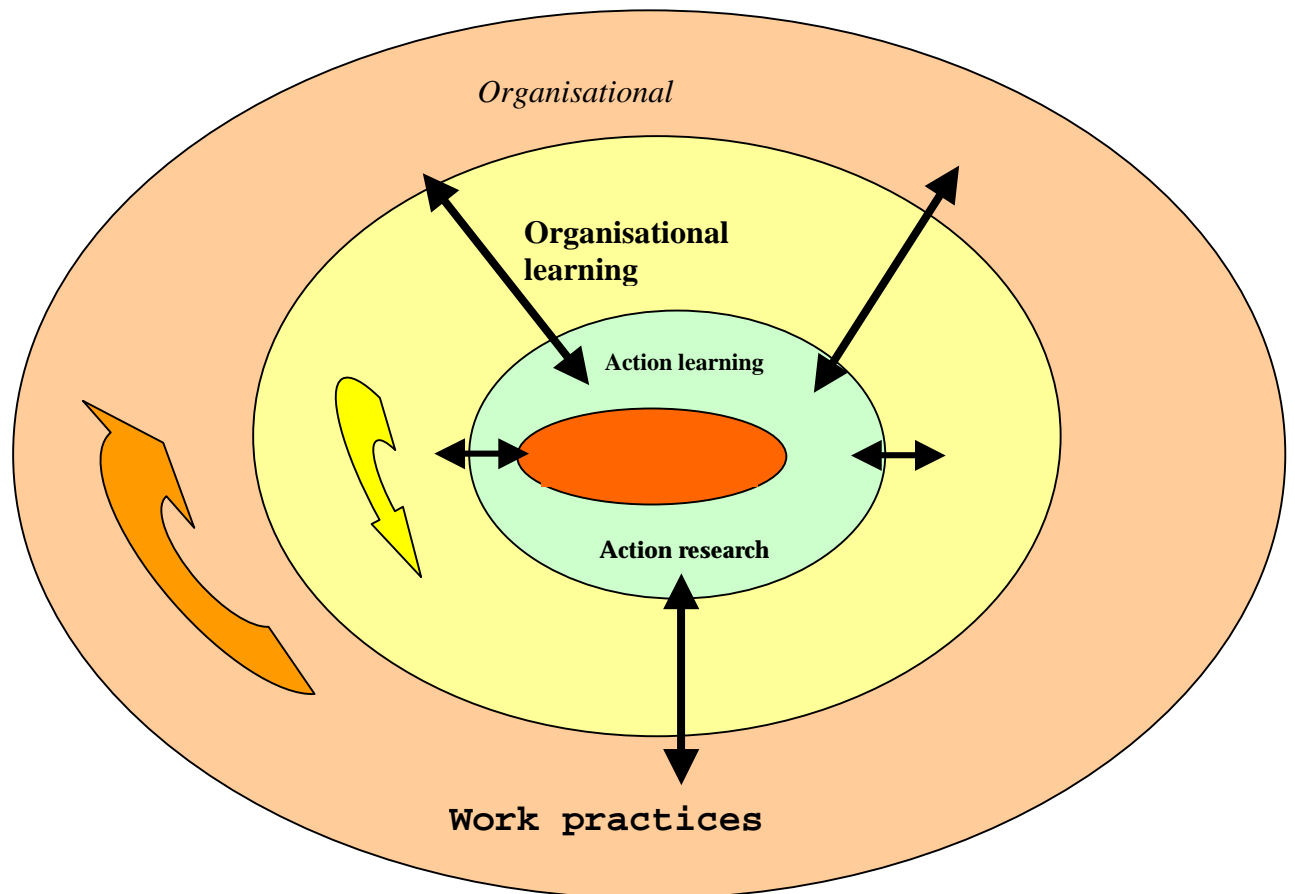 Organisational
Organisational
learning
Action learning
Action research
Work practices